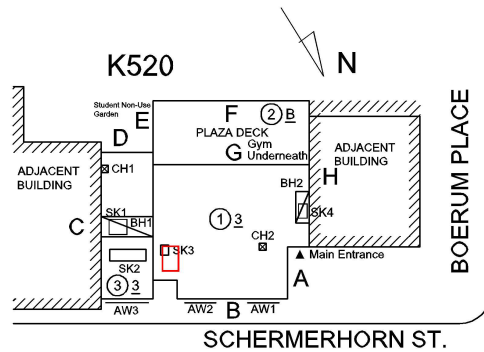 K520
N
Student Non-Use
Garden
E
F
2 B
D
PLAZA DECK
G
Gym
Underneath
ADJACENT
BUILDING
CH1
BH2
H
ADJACENT
BUILDING
BOERUM PLACE
C
SK1
BH1
1 3
SK4
SK3
CH2
SK2
Main Entrance
3 3
A
AW3
AW2
B
AW1
SCHERMERHORN ST.